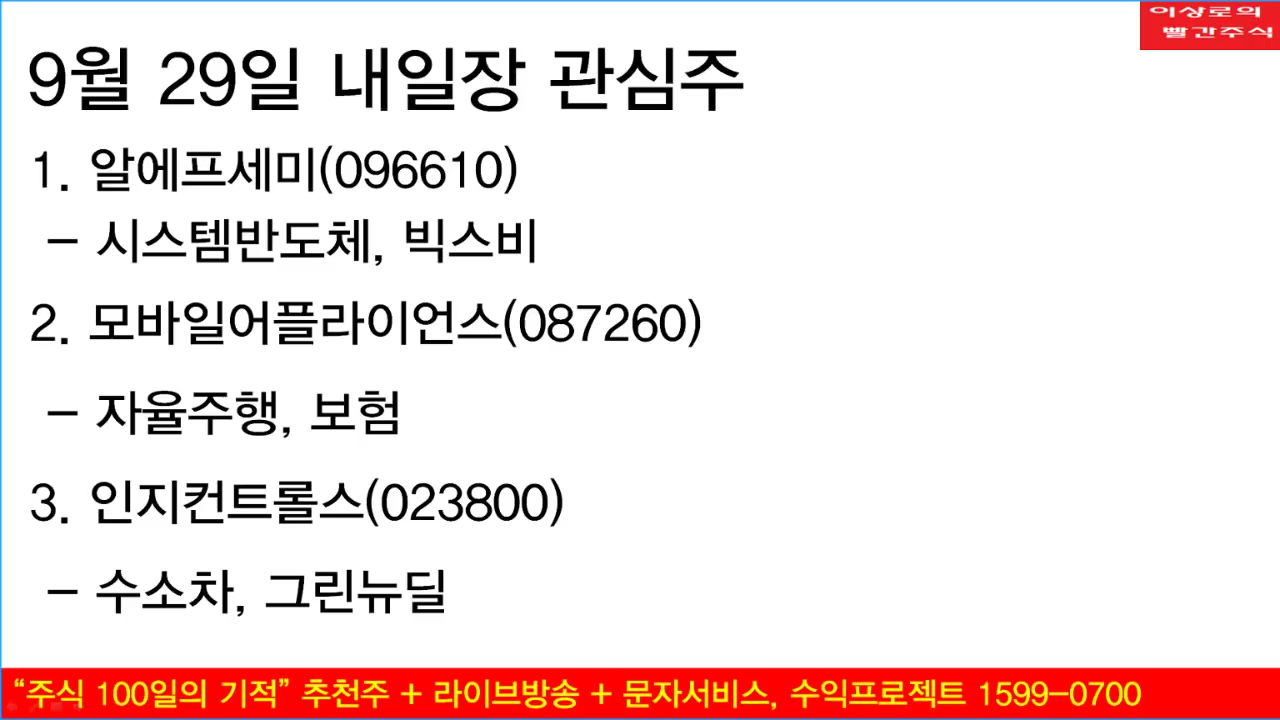 이상로의
빨간주식
9월 29일 내일장 관심주
1. 알에프세미(096610)
- 시스템반도체, 빅스비
2. 모바일어플라이언스(087260)
- 자율주행, 보험
3. 인지컨트롤스(023800)
- 수소차, 그린뉴딜
“주식 100일의 기적” 추천주 + 라이브방송 + 문자서비스, 수익프로젝트 1599-0700